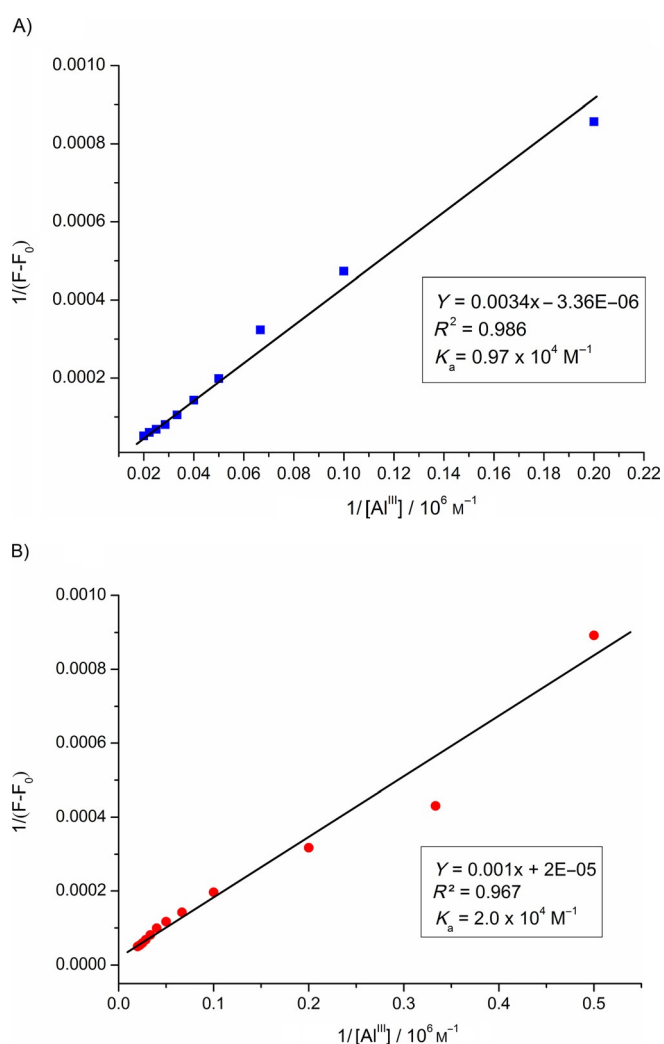 A)
0.0010
0.0008
0.0006
0.0004
0.0002
1/(F-F₀)
Y = 0.0034x – 3.36E–06
R² = 0.986
Kₐ = 0.97 x 10⁴ M⁻¹
0.02 0.04 0.06 0.08 0.10 0.12 0.14 0.16 0.18 0.20 0.22
1/[Alᴵᴵᴵ] / 10⁶ M⁻¹
B)
0.0010
0.0008
0.0006
0.0004
0.0002
0.0000
1/(F-F₀)
Y = 0.001x + 2E–05
R² = 0.967
Kₐ = 2.0 x 10⁴ M⁻¹
0.0 0.1 0.2 0.3 0.4 0.5
1/[Alᴵᴵᴵ] / 10⁶ M⁻¹